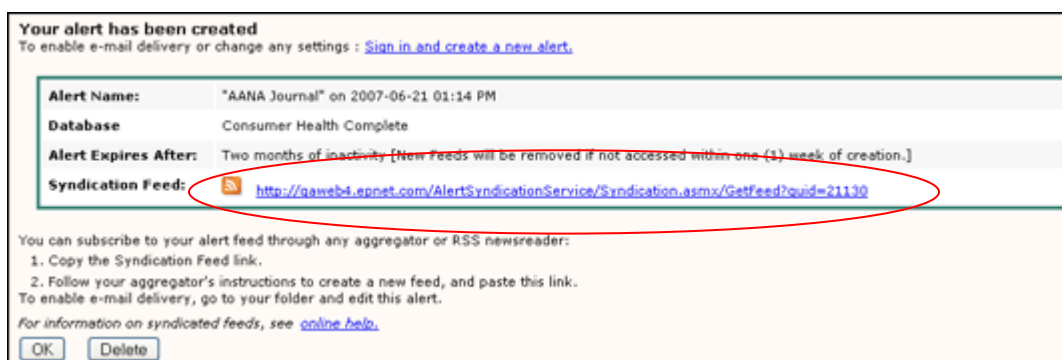 Your alert has been created
To enable e-mail delivery or change any settings : Sign in and create a new alert.
Alert Name: "AANA Journal" on 2007-06-21 01:14 PM
Database Consumer Health Complete
Alert Expires After: Two months of inactivity [New Feeds will be removed if not accessed within one (1) week of creation.]
Syndication Feed: http://qaweb4.epnet.com/AlertSyndicationService/Syndication.asmx/GetFeed?guid=21130
You can subscribe to your alert feed through any aggregator or RSS newsreader:
1. Copy the Syndication Feed link.
2. Follow your aggregator's instructions to create a new feed, and paste this link.
To enable e-mail delivery, go to your folder and edit this alert.
For information on syndicated feeds, see online help.
OK Delete